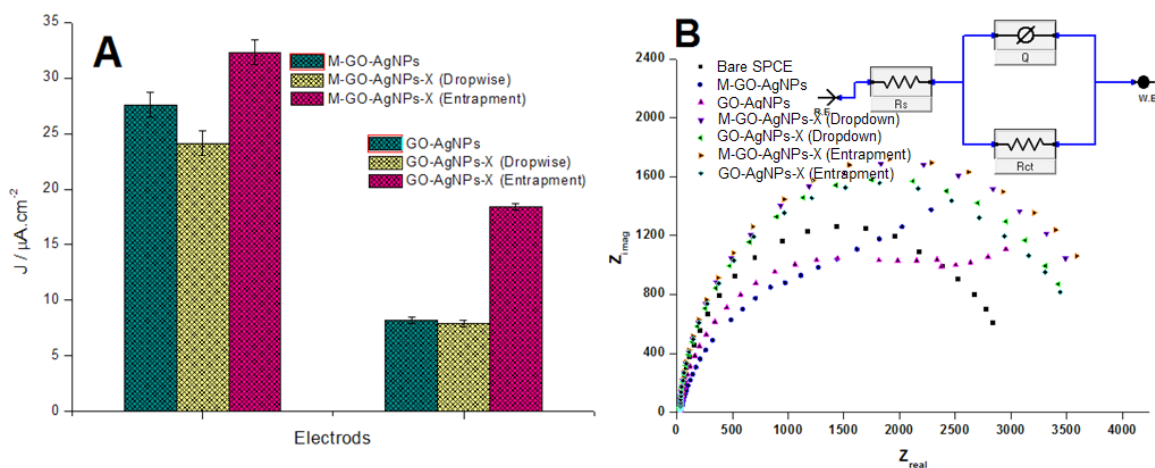 A
M-GO-AgNPs
M-GO-AgNPs-X (Dropwise)
M-GO-AgNPs-X (Entrapment)
GO-AgNPs
GO-AgNPs-X (Dropwise)
GO-AgNPs-X (Entrapment)
J / µA.cm⁻²
35
30
25
20
15
10
5
0
Electrods
B
Bare SPCE
M-GO-AgNPs
GO-AgNPs
M-GO-AgNPs-X (Dropdown)
GO-AgNPs-X (Dropdown)
M-GO-AgNPs-X (Entrapment)
GO-AgNPs-X (Entrapment)
R.E
Rs
Q
Rct
W.E
Z_imag
2400
2000
1600
1200
800
400
0
0 500 1000 1500 2000 2500 3000 3500 4000
Z_real